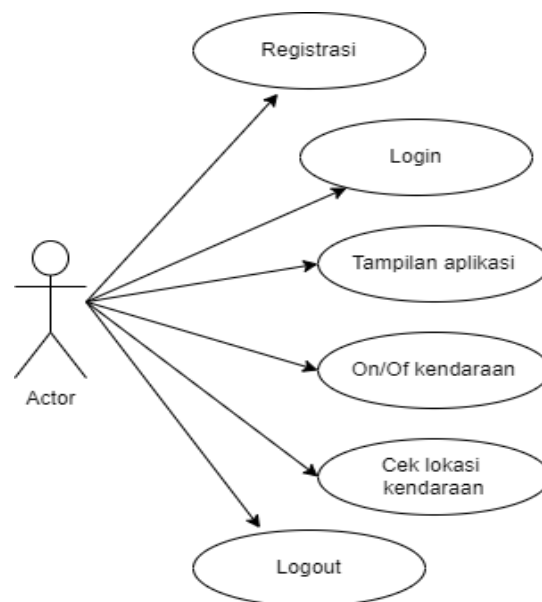 Registrasi
Login
Tampilan aplikasi
On/Of kendaraan
Actor
Cek lokasi
kendaraan
Logout